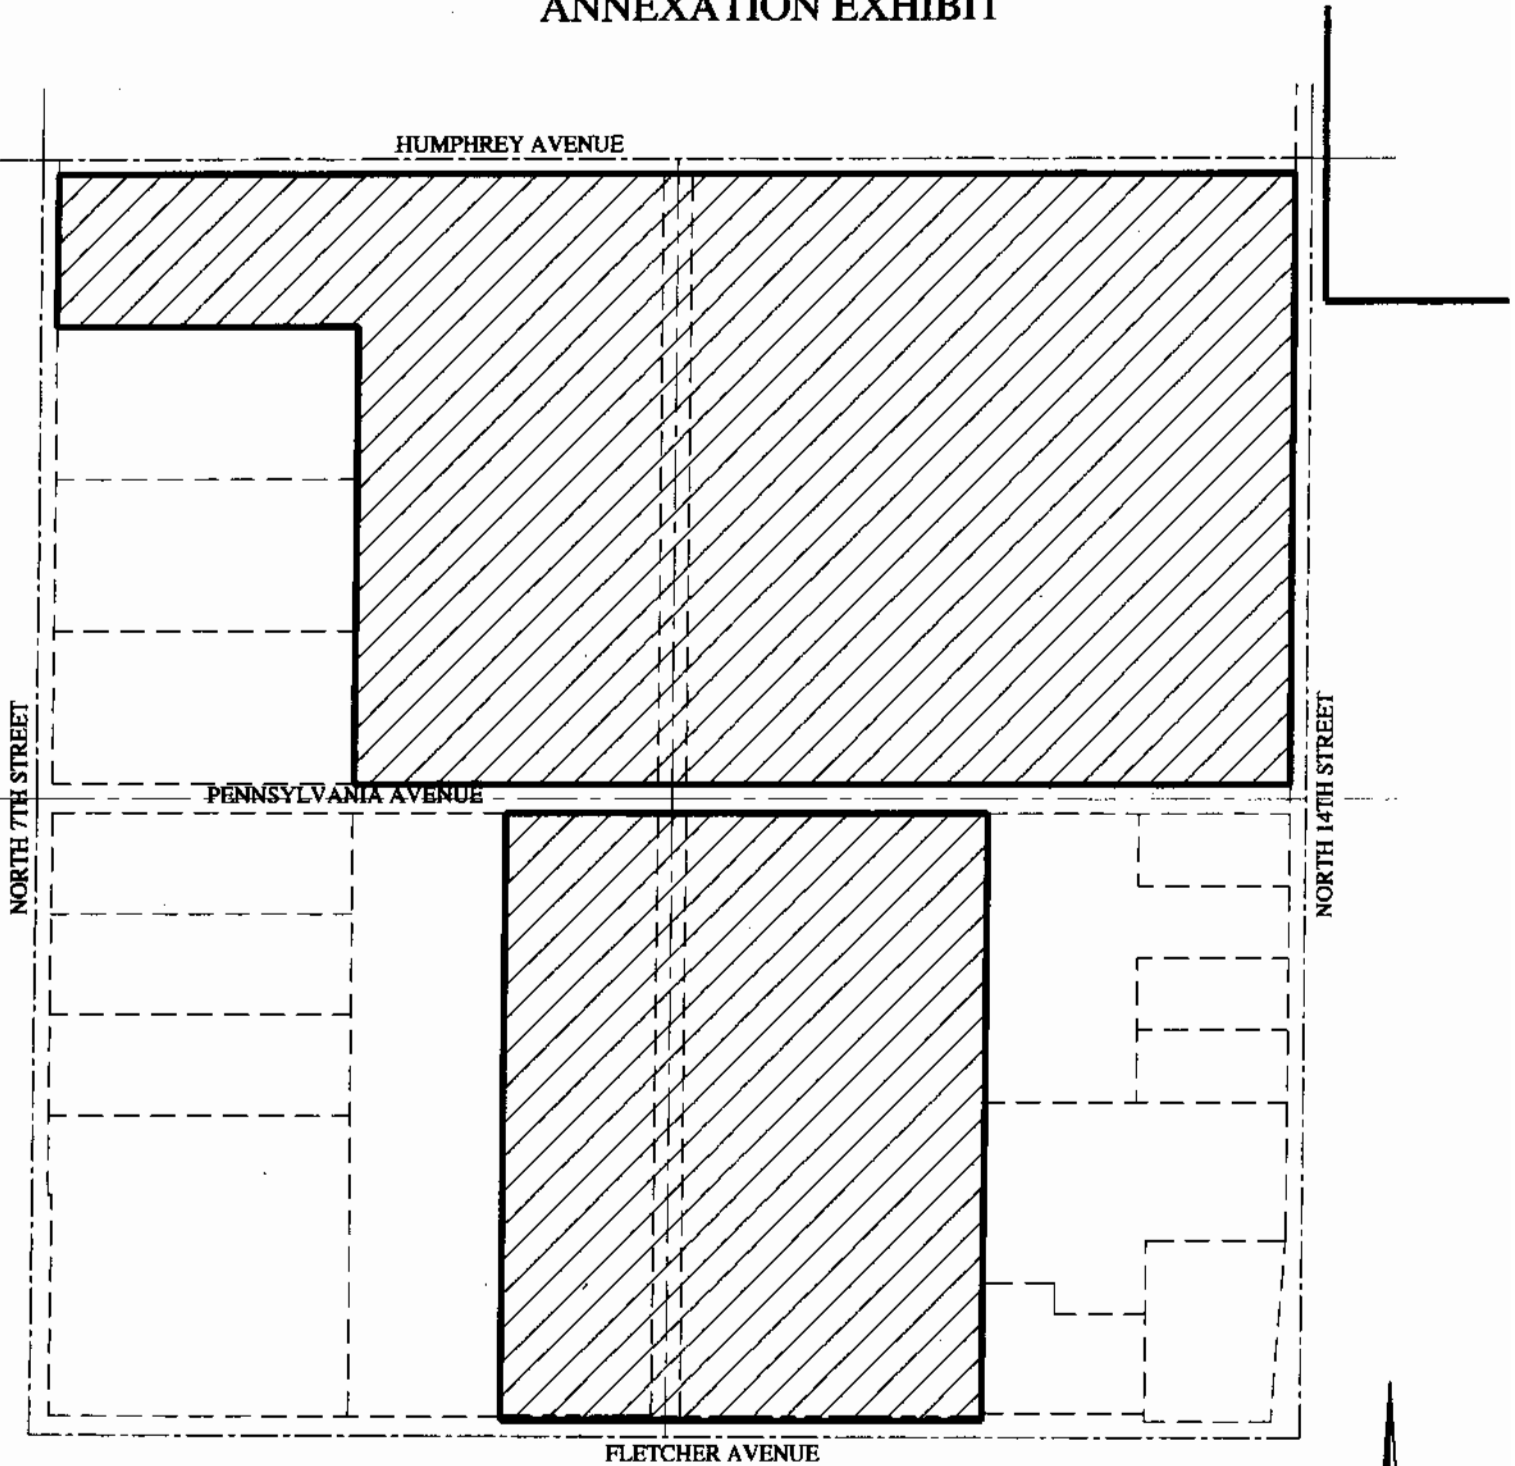 ANNEXATION EXHIBIT
HUMPHREY AVENUE
NORTH 7TH STREET
PENNSYLVANIA AVENUE
NORTH 14TH STREET
FLETCHER AVENUE